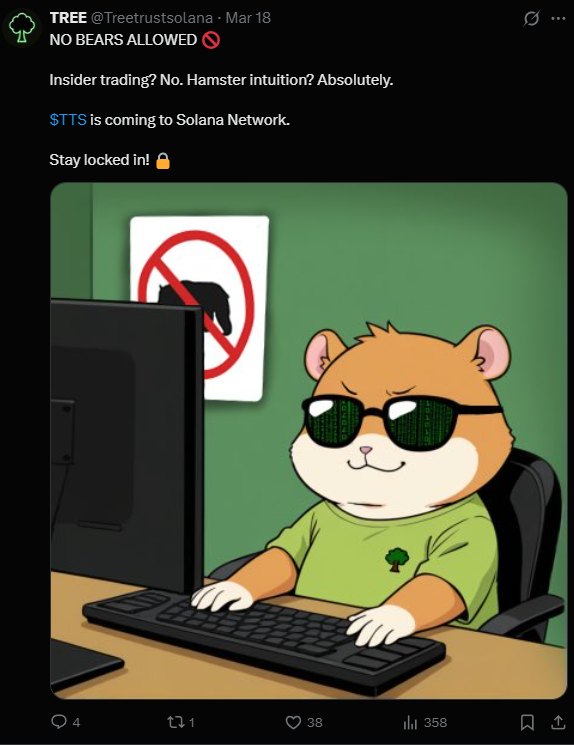 TREE @Treetrustsolana · Mar 18
NO BEARS ALLOWED 🚫
Insider trading? No. Hamster intuition? Absolutely.
$TTS is coming to Solana Network.
Stay locked in! 🔒
4 1 38 358